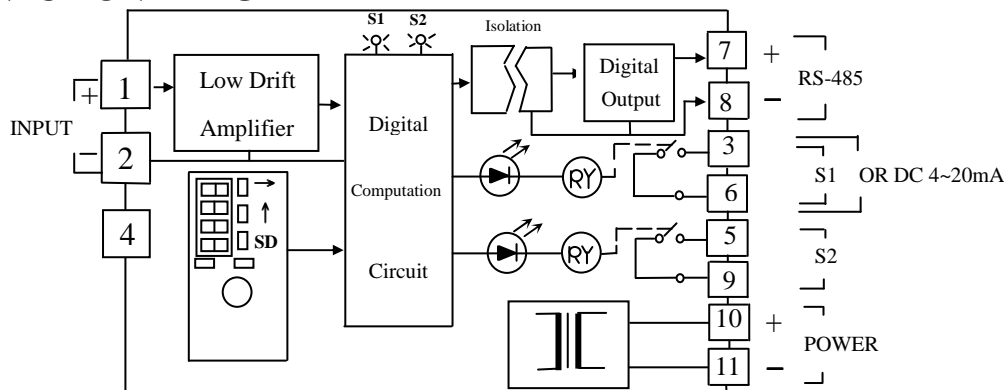 S1 S2
Isolation
1
+
INPUT
−
2
4
Low Drift
Amplifier
SD
Digital
Computation
Circuit
Digital
Output
RY
RY
7 +
RS-485
8 −
3
S1 OR DC 4~20mA
6
5
S2
9
10 +
POWER
11 −